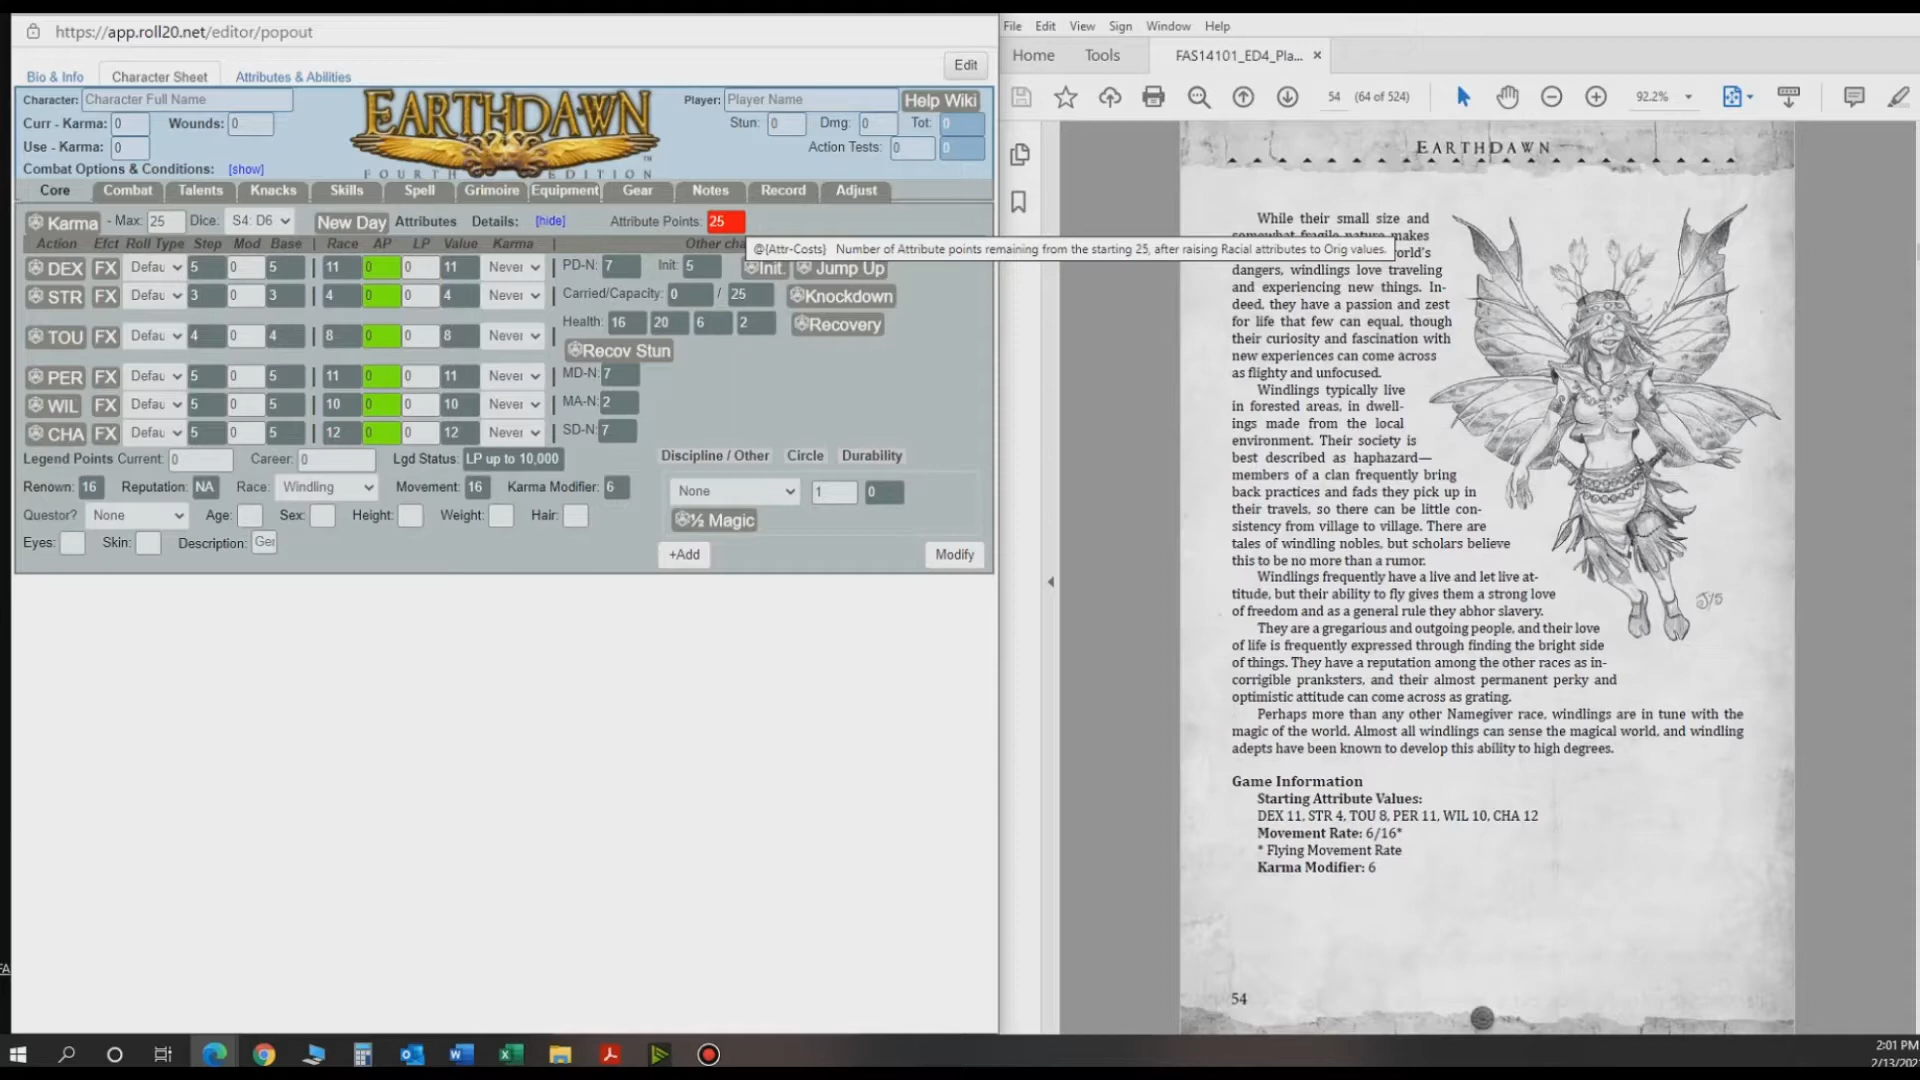 https://app.roll20.net/editor/popout
Bio & Info Character Sheet Attributes & Abilities Edit
Character: Character Full Name EARTHDAWN Player: Player Name Help Wiki
Curr - Karma: 0 Wounds: 0 Stun: 0 Dmg: 0 Tot: 0
Use - Karma: 0 Action Tests: 0 0
Combat Options & Conditions: [show] FOURTH EDITION
Core Combat Talents Knacks Skills Spell Grimoire Equipment Gear Notes Record Adjust
Karma - Max: 25 Dice: S4: D6 New Day Attributes Details: [hide] Attribute Points: 25
Action Efct Roll Type Step Mod Base | Race AP LP Value Karma | Other cha
@{Attr-Costs} Number of Attribute points remaining from the starting 25, after raising Racial attributes to Orig values.
DEX FX Defau 5 0 5 | 11 0 0 11 Never | PD-N: 7 Init: 5 Init. Jump Up
STR FX Defau 3 0 3 | 4 0 0 4 Never | Carried/Capacity: 0 / 25 Knockdown
Health: 16 20 6 2 Recovery
TOU FX Defau 4 0 4 | 8 0 0 8 Never |
Recov Stun
PER FX Defau 5 0 5 | 11 0 0 11 Never | MD-N: 7
WIL FX Defau 5 0 5 | 10 0 0 10 Never | MA-N: 2
CHA FX Defau 5 0 5 | 12 0 0 12 Never | SD-N: 7
Legend Points Current: 0 Career: 0 Lgd Status: LP up to 10,000 Discipline / Other Circle Durability
Renown: 16 Reputation: NA Race: Windling Movement: 16 Karma Modifier: 6 None 1 0
Questor? None Age: Sex: Height: Weight: Hair: ½ Magic
Eyes: Skin: Description: Ger
+Add Modify
File Edit View Sign Window Help
Home Tools FAS14101_ED4_Pla... ×
54 (64 of 524) 92.2%
EARTHDAWN
While their small size and
somewhat fragile nature makes
orld's
dangers, windlings love traveling
and experiencing new things. In-
deed, they have a passion and zest
for life that few can equal, though
their curiosity and fascination with
new experiences can come across
as flighty and unfocused.
Windlings typically live
in forested areas, in dwell-
ings made from the local
environment. Their society is
best described as haphazard—
members of a clan frequently bring
back practices and fads they pick up in
their travels, so there can be little con-
sistency from village to village. There are
tales of windling nobles, but scholars believe
this to be no more than a rumor.
Windlings frequently have a live and let live at-
titude, but their ability to fly gives them a strong love
of freedom and as a general rule they abhor slavery.
They are a gregarious and outgoing people, and their love
of life is frequently expressed through finding the bright side
of things. They have a reputation among the other races as in-
corrigible pranksters, and their almost permanent perky and
optimistic attitude can come across as grating.
Perhaps more than any other Namegiver race, windlings are in tune with the
magic of the world. Almost all windlings can sense the magical world, and windling
adepts have been known to develop this ability to high degrees.
Game Information
Starting Attribute Values:
DEX 11, STR 4, TOU 8, PER 11, WIL 10, CHA 12
Movement Rate: 6/16*
* Flying Movement Rate
Karma Modifier: 6
54
2:01 PM
2/13/202